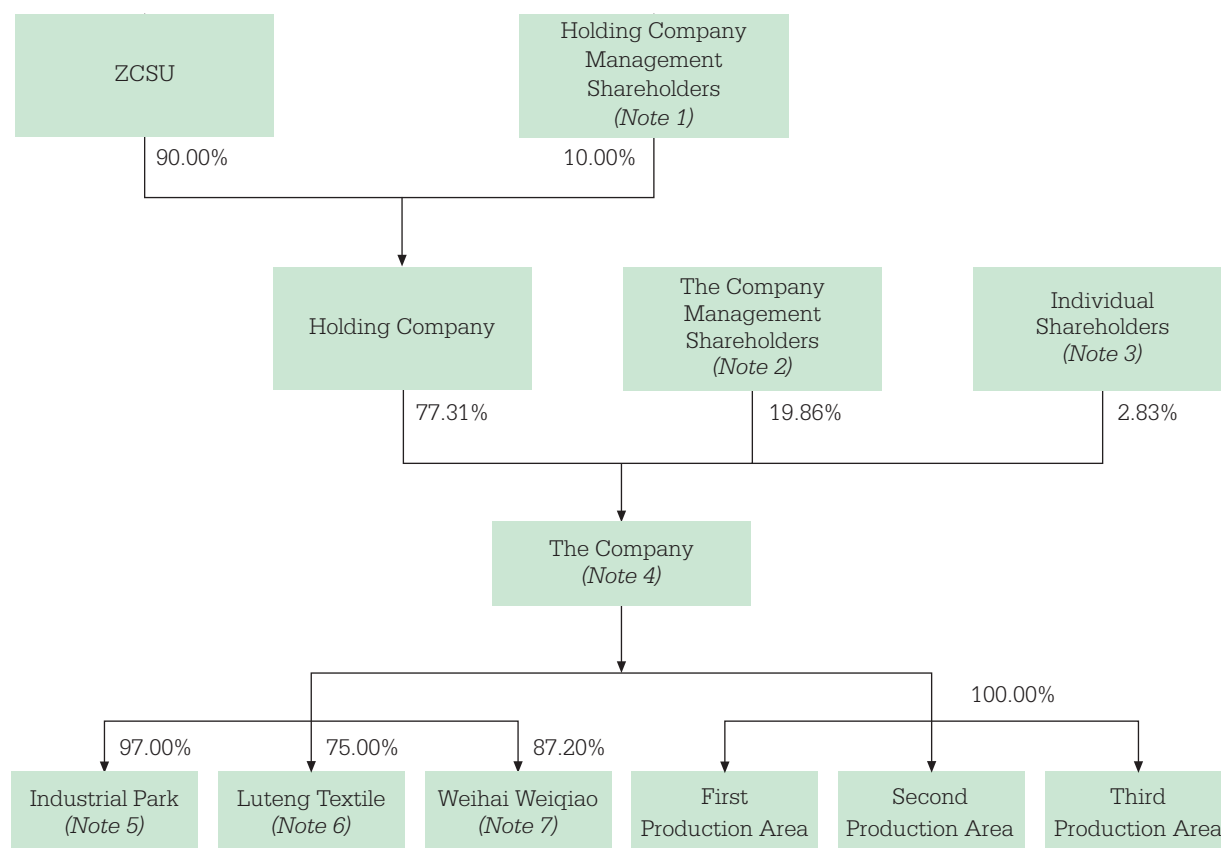 ZCSU
Holding Company
Management
Shareholders
(Note 1)
90.00%
10.00%
Holding Company
The Company
Management
Shareholders
(Note 2)
Individual
Shareholders
(Note 3)
77.31%
19.86%
2.83%
The Company
(Note 4)
100.00%
97.00%
75.00%
87.20%
Industrial Park
(Note 5)
Luteng Textile
(Note 6)
Weihai Weiqiao
(Note 7)
First
Production Area
Second
Production Area
Third
Production Area